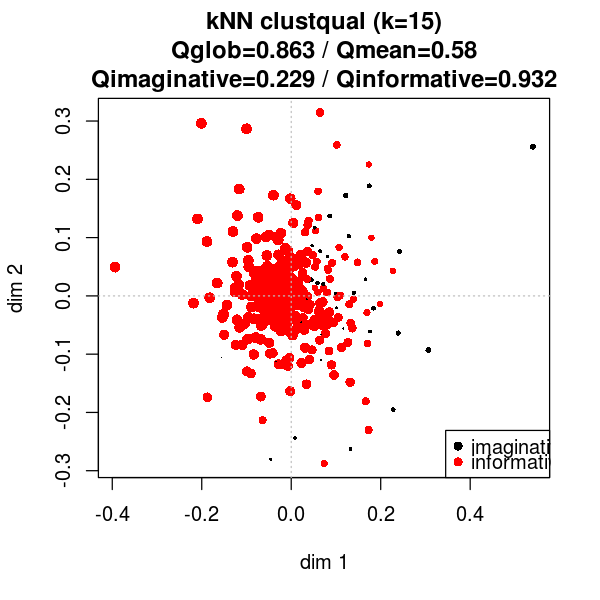 kNN clustqual (k=15)
Qglob=0.863 / Qmean=0.58
Qimaginative=0.229 / Qinformative=0.932
0.3
0.2
0.1
0.0
-0.1
-0.2
-0.3
dim 2
imaginati
informati
-0.4
-0.2
0.0
0.2
0.4
dim 1